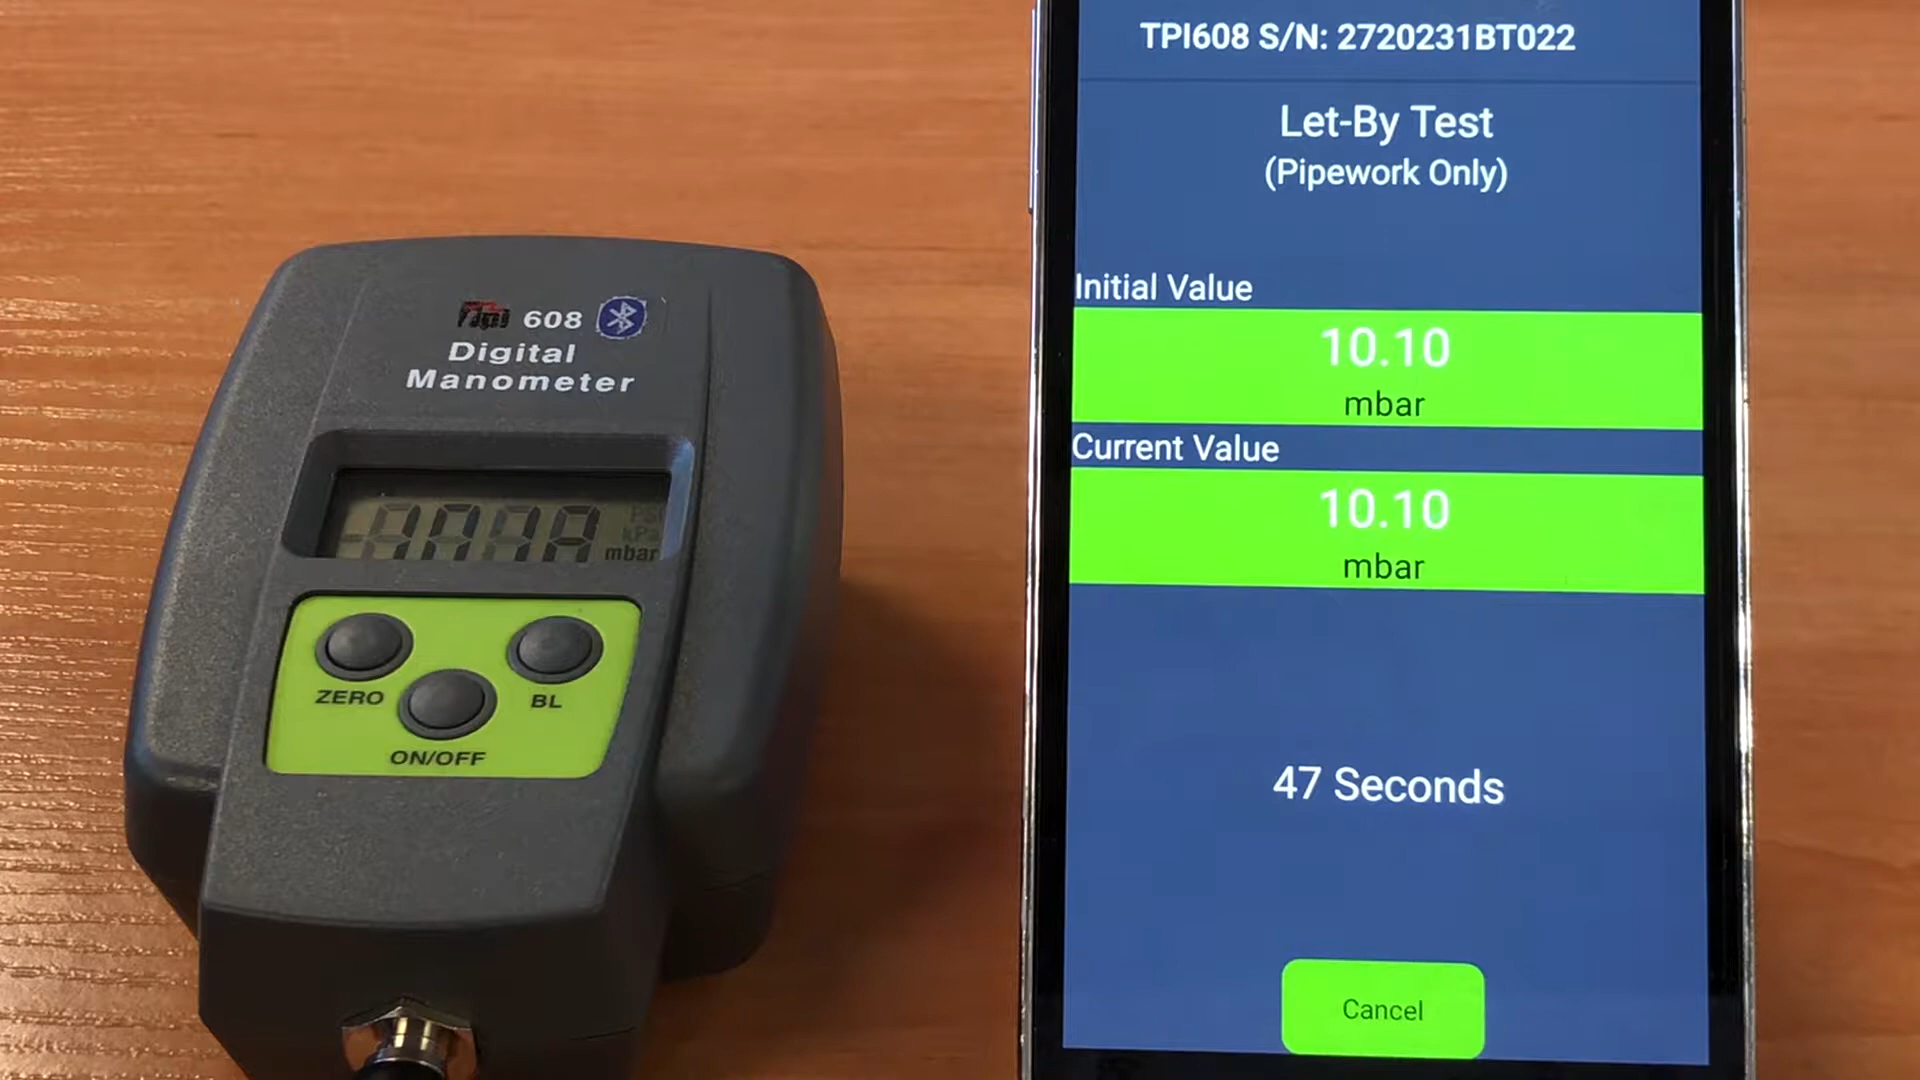 TPI608 S/N: 2720231BT022
Let-By Test
(Pipework Only)
Initial Value
10.10
mbar
Current Value
10.10
mbar
47 Seconds
Cancel
tpi 608
Digital
Manometer
mbar
ZERO
BL
ON/OFF